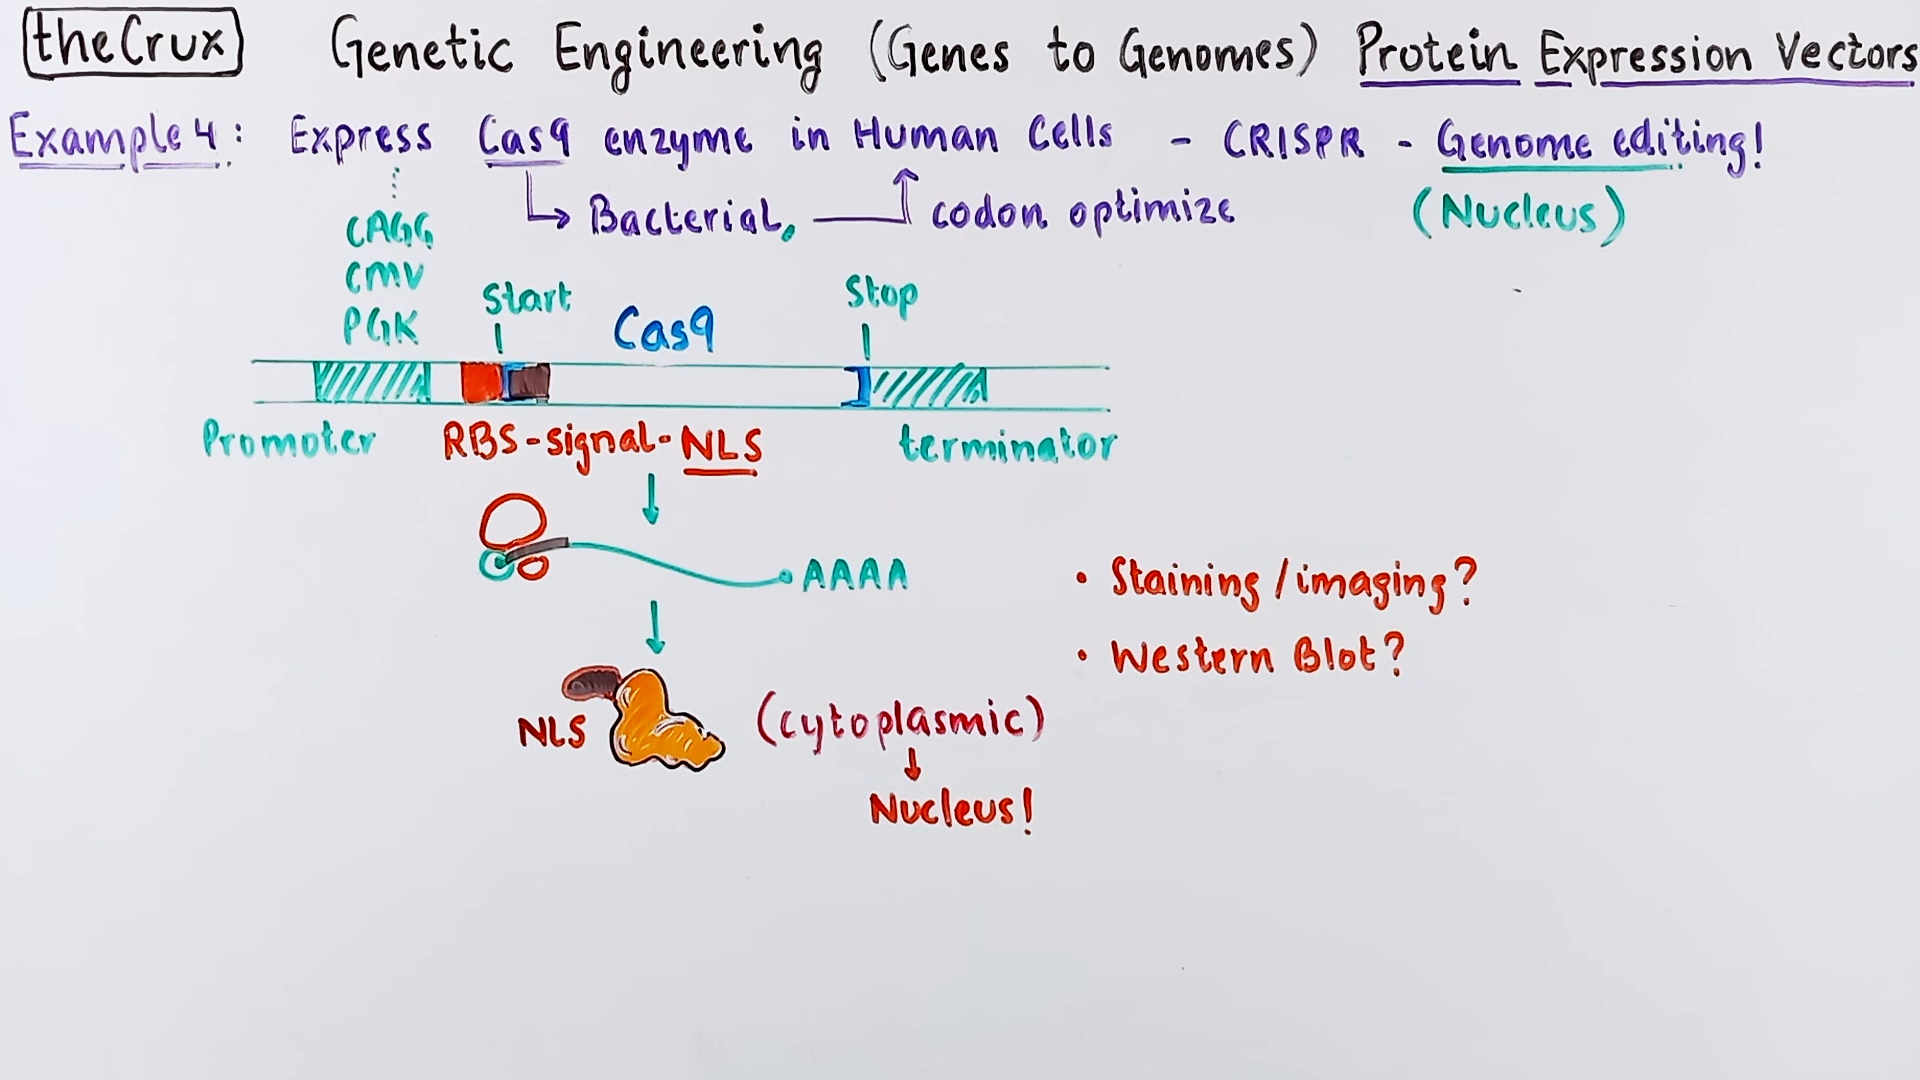 theCrux Genetic Engineering (Genes to Genomes) Protein Expression Vectors
Example 4: Express Cas9 enzyme in Human Cells - CRISPR - Genome editing!
Bacterial, codon optimize (Nucleus)
CAGG
CMV
PGK
Start Cas9 Stop
Promoter RBS-signal-NLS terminator
AAAA
• Staining/imaging?
• Western Blot?
NLS (cytoplasmic)
Nucleus!